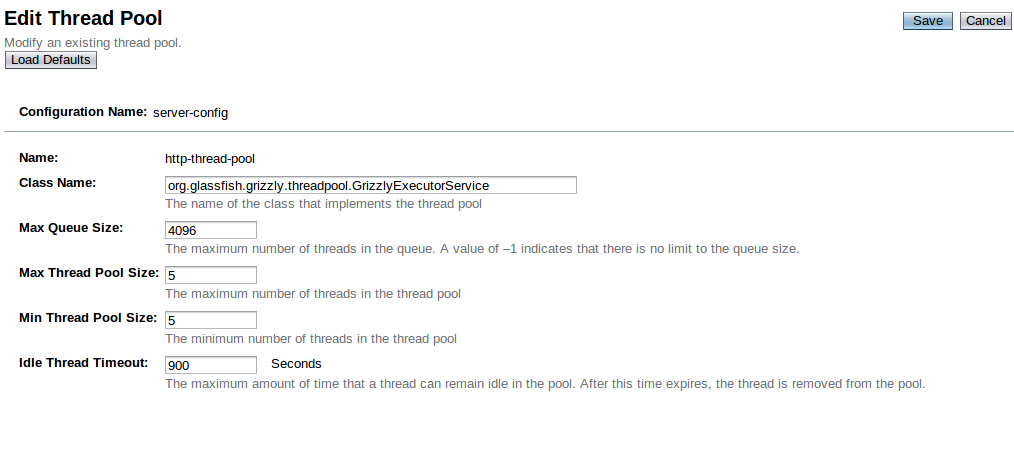 Edit Thread Pool
Save Cancel
Modify an existing thread pool.
Load Defaults
Configuration Name: server-config
Name: http-thread-pool
Class Name: org.glassfish.grizzly.threadpool.GrizzlyExecutorService
The name of the class that implements the thread pool
Max Queue Size: 4096
The maximum number of threads in the queue. A value of –1 indicates that there is no limit to the queue size.
Max Thread Pool Size: 5
The maximum number of threads in the thread pool
Min Thread Pool Size: 5
The minimum number of threads in the thread pool
Idle Thread Timeout: 900 Seconds
The maximum amount of time that a thread can remain idle in the pool. After this time expires, the thread is removed from the pool.